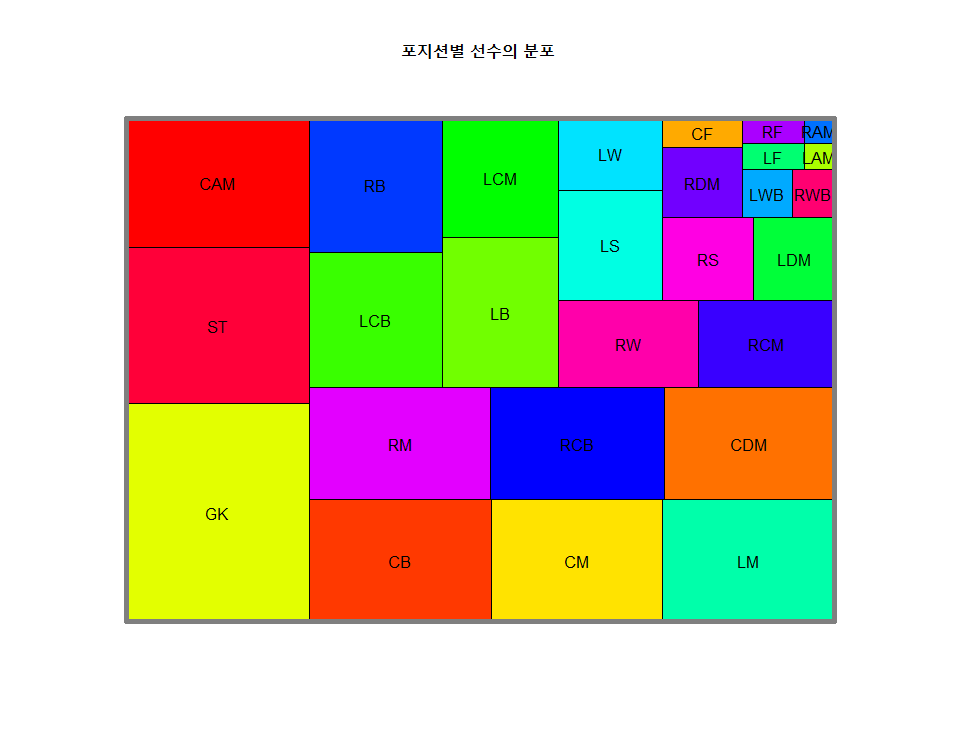 포지션별 선수의 분포
CAM
RB
LCM
LW
CF
RF
RAM
LF
LAM
RDM
LWB
RWB
ST
LCB
LB
LS
RS
LDM
RW
RCM
GK
RM
RCB
CDM
CB
CM
LM